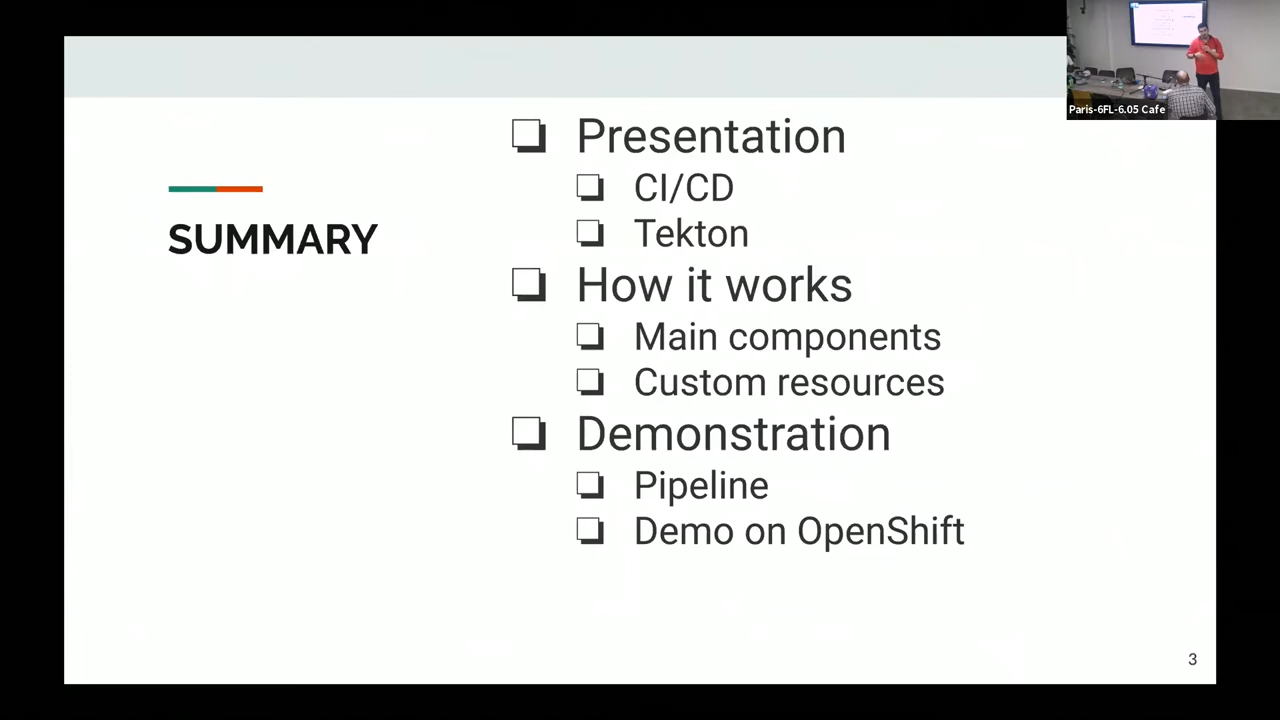 SUMMARY
Presentation
CI/CD
Tekton
How it works
Main components
Custom resources
Demonstration
Pipeline
Demo on OpenShift
3
Paris-6FL-6.05 Cafe